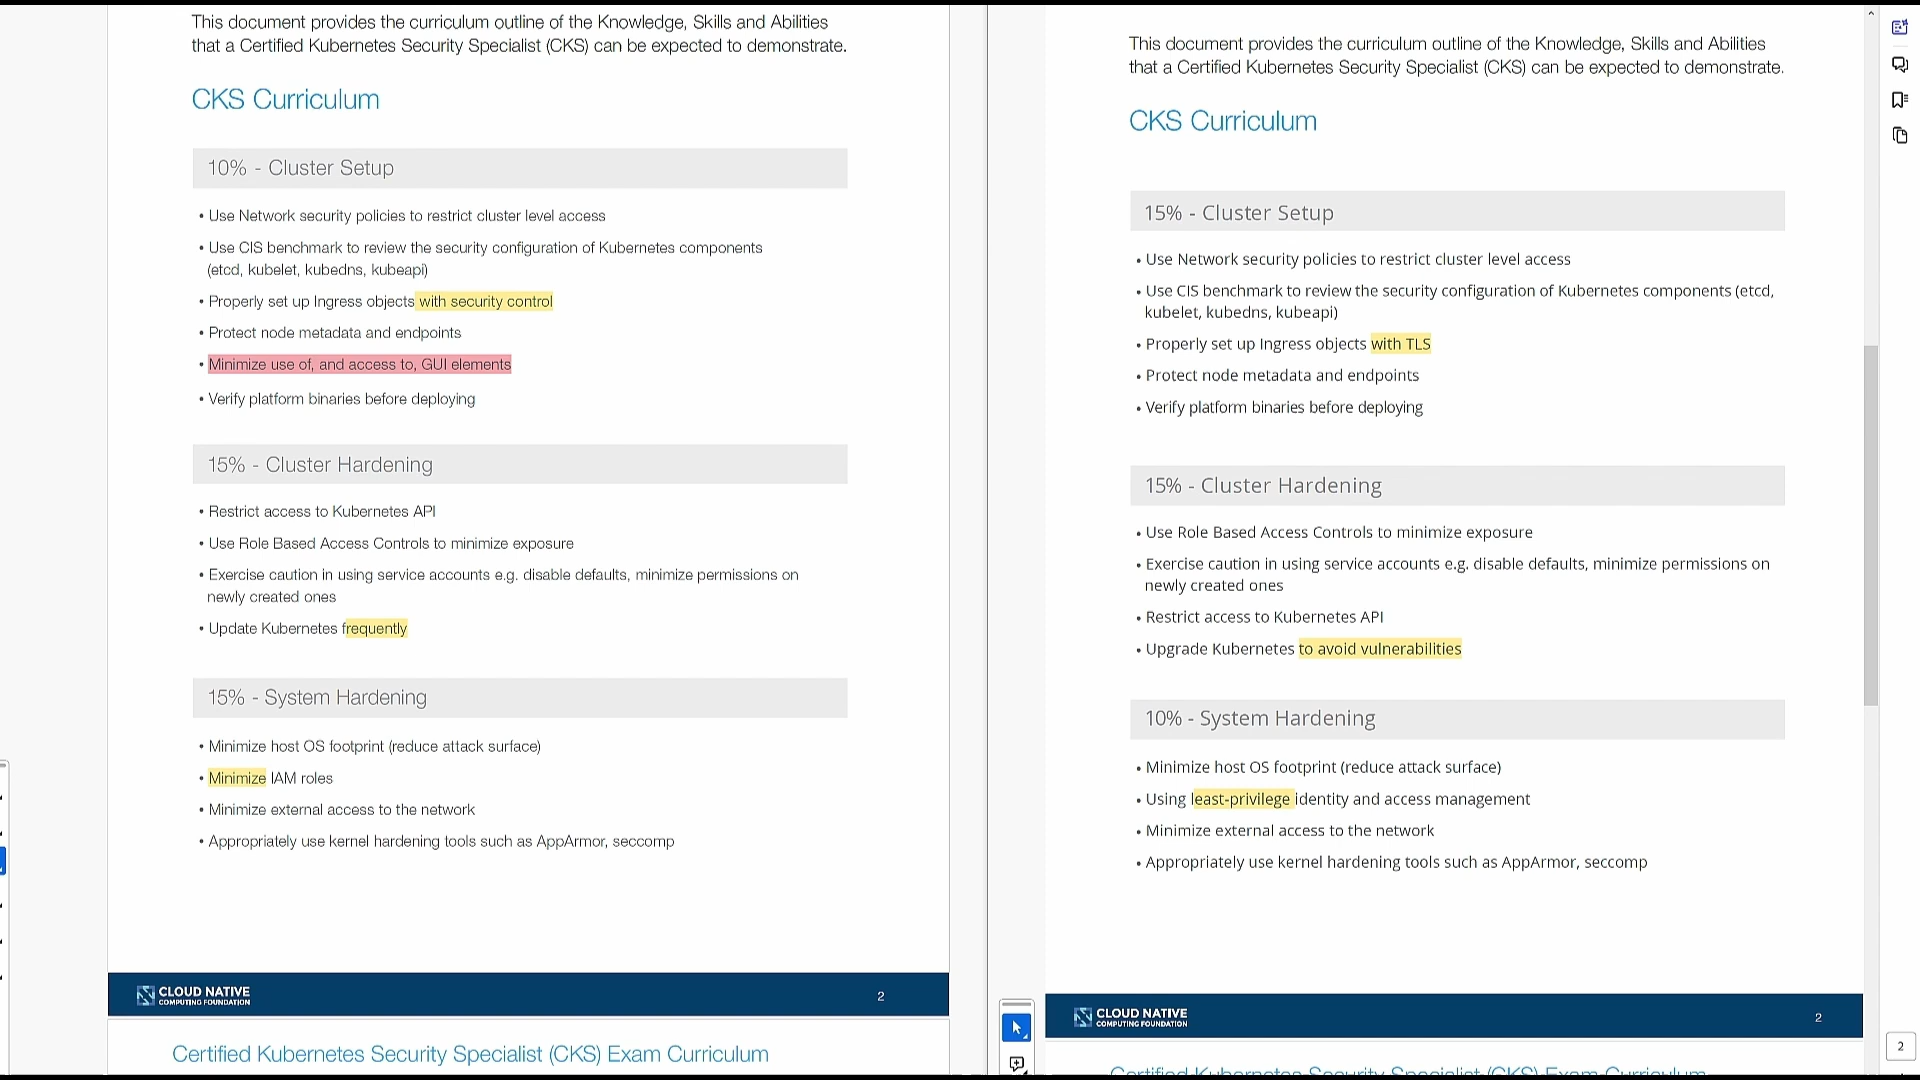 This document provides the curriculum outline of the Knowledge, Skills and Abilities
that a Certified Kubernetes Security Specialist (CKS) can be expected to demonstrate.
CKS Curriculum
10% - Cluster Setup
• Use Network security policies to restrict cluster level access
• Use CIS benchmark to review the security configuration of Kubernetes components
(etcd, kubelet, kubedns, kubeapi)
• Properly set up Ingress objects with security control
• Protect node metadata and endpoints
• Minimize use of, and access to, GUI elements
• Verify platform binaries before deploying
15% - Cluster Hardening
• Restrict access to Kubernetes API
• Use Role Based Access Controls to minimize exposure
• Exercise caution in using service accounts e.g. disable defaults, minimize permissions on
newly created ones
• Update Kubernetes frequently
15% - System Hardening
• Minimize host OS footprint (reduce attack surface)
• Minimize IAM roles
• Minimize external access to the network
• Appropriately use kernel hardening tools such as AppArmor, seccomp
CLOUD NATIVE
COMPUTING FOUNDATION
2
Certified Kubernetes Security Specialist (CKS) Exam Curriculum
This document provides the curriculum outline of the Knowledge, Skills and Abilities
that a Certified Kubernetes Security Specialist (CKS) can be expected to demonstrate.
CKS Curriculum
15% - Cluster Setup
• Use Network security policies to restrict cluster level access
• Use CIS benchmark to review the security configuration of Kubernetes components (etcd,
kubelet, kubedns, kubeapi)
• Properly set up Ingress objects with TLS
• Protect node metadata and endpoints
• Verify platform binaries before deploying
15% - Cluster Hardening
• Use Role Based Access Controls to minimize exposure
• Exercise caution in using service accounts e.g. disable defaults, minimize permissions on
newly created ones
• Restrict access to Kubernetes API
• Upgrade Kubernetes to avoid vulnerabilities
10% - System Hardening
• Minimize host OS footprint (reduce attack surface)
• Using least-privilege identity and access management
• Minimize external access to the network
• Appropriately use kernel hardening tools such as AppArmor, seccomp
CLOUD NATIVE
COMPUTING FOUNDATION
2
Certified Kubernetes Security Specialist (CKS) Exam Curriculum
2